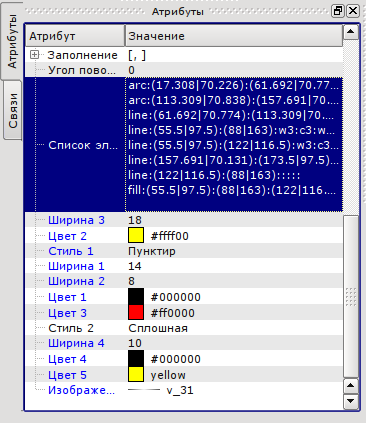 Атрибуты
Атрибуты
Связи
Атрибут Значение
Заполнение [, ]
Угол пово... 0
Список эл...
arc:(17.308|70.226):(61.692|70.77...
arc:(113.309|70.838):(157.691|70....
line:(61.692|70.774):(113.309|70....
line:(55.5|97.5):(88|163):w3:c3:w...
line:(55.5|97.5):(122|116.5):w3:c3...
line:(157.691|70.131):(173.5|97.5)...
line:(122|116.5):(88|163):::::
fill:(55.5|97.5):(88|163):(122|116....
Ширина 3 18
Цвет 2 #ffff00
Стиль 1 Пунктир
Ширина 1 14
Ширина 2 8
Цвет 1 #000000
Цвет 3 #ff0000
Стиль 2 Сплошная
Ширина 4 10
Цвет 4 #000000
Цвет 5 yellow
Изображе... v_31